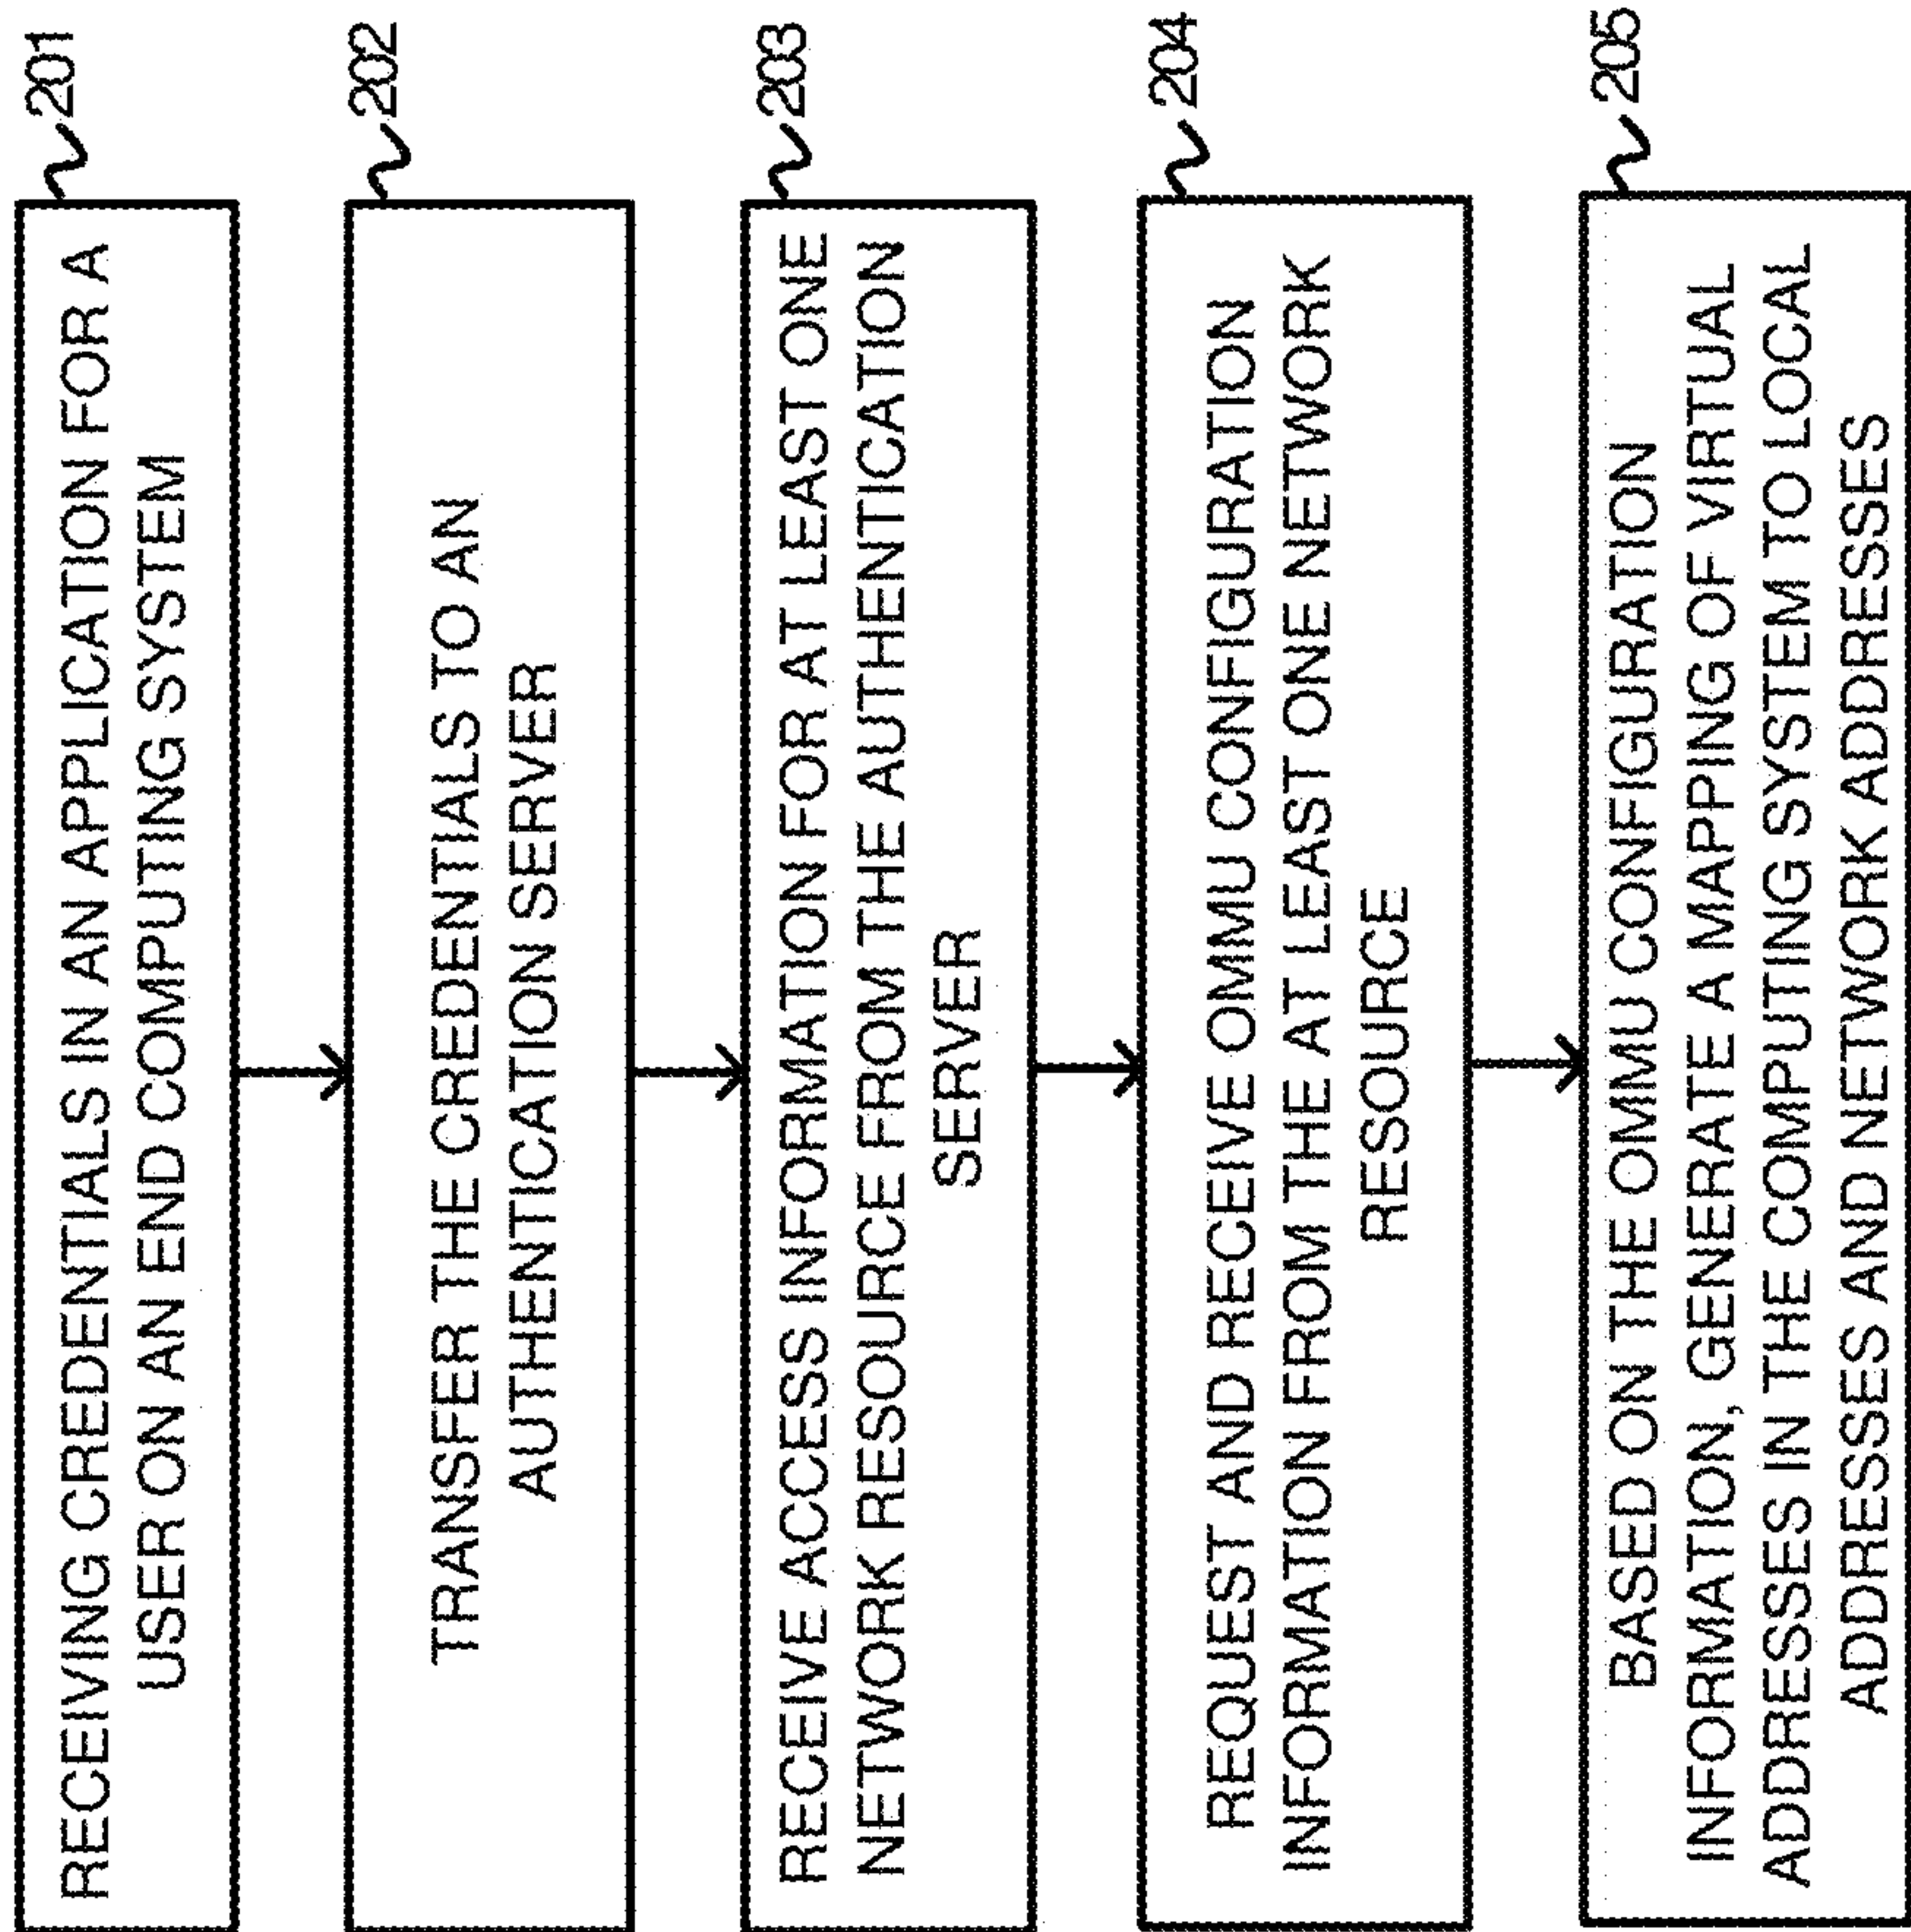 RECEIVING CREDENTIALS IN AN APPLICATION FOR A
USER ON AN END COMPUTING SYSTEM
201
TRANSFER THE CREDENTIALS TO AN
AUTHENTICATION SERVER
202
RECEIVE ACCESS INFORMATION FOR AT LEAST ONE
NETWORK RESOURCE FROM THE AUTHENTICATION
SERVER
203
REQUEST AND RECEIVE OMMU CONFIGURATION
INFORMATION FROM THE AT LEAST ONE NETWORK
RESOURCE
204
BASED ON THE OMMU CONFIGURATION
INFORMATION, GENERATE A MAPPING OF VIRTUAL
ADDRESSES IN THE COMPUTING SYSTEM TO LOCAL
ADDRESSES AND NETWORK ADDRESSES
205